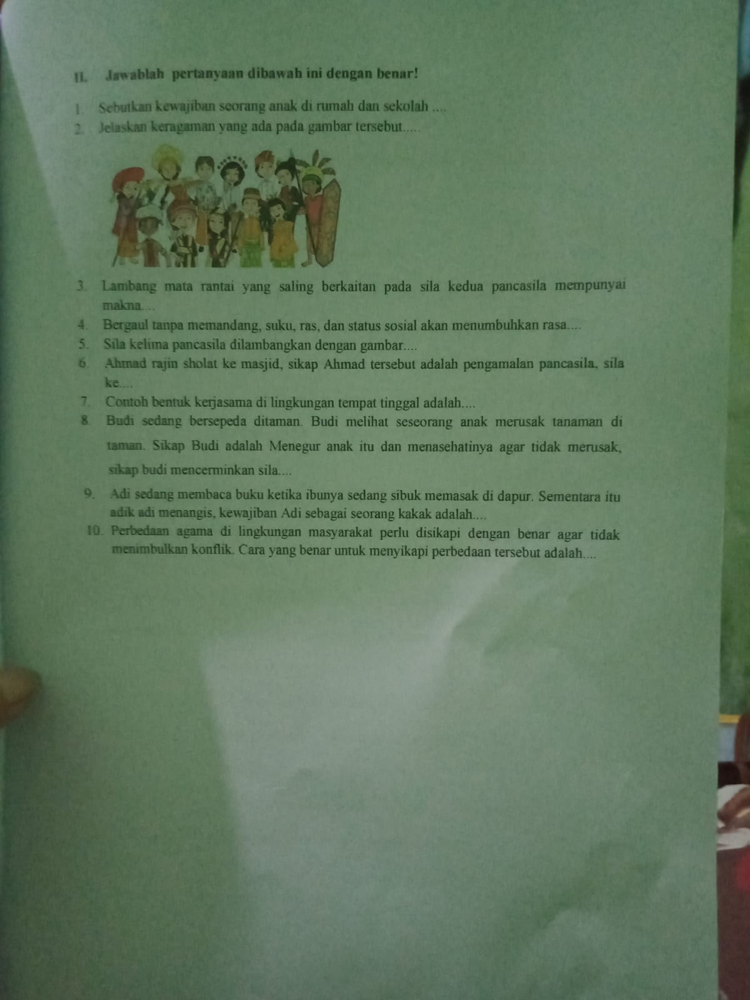 II. Jawablah pertanyaan dibawah ini dengan benar!
1. Sebutkan kewajiban seorang anak di rumah dan sekolah ....
2. Jelaskan keragaman yang ada pada gambar tersebut.....
3. Lambang mata rantai yang saling berkaitan pada sila kedua pancasila mempunyai
makna....
4. Bergaul tanpa memandang, suku, ras, dan status sosial akan menumbuhkan rasa....
5. Sila kelima pancasila dilambangkan dengan gambar....
6. Ahmad rajin sholat ke masjid, sikap Ahmad tersebut adalah pengamalan pancasila, sila
ke....
7. Contoh bentuk kerjasama di lingkungan tempat tinggal adalah....
8. Budi sedang bersepeda ditaman. Budi melihat seseorang anak merusak tanaman di
taman. Sikap Budi adalah Menegur anak itu dan menasehatinya agar tidak merusak,
sikap budi mencerminkan sila....
9. Adi sedang membaca buku ketika ibunya sedang sibuk memasak di dapur. Sementara itu
adik adi menangis, kewajiban Adi sebagai seorang kakak adalah....
10. Perbedaan agama di lingkungan masyarakat perlu disikapi dengan benar agar tidak
menimbulkan konflik. Cara yang benar untuk menyikapi perbedaan tersebut adalah....